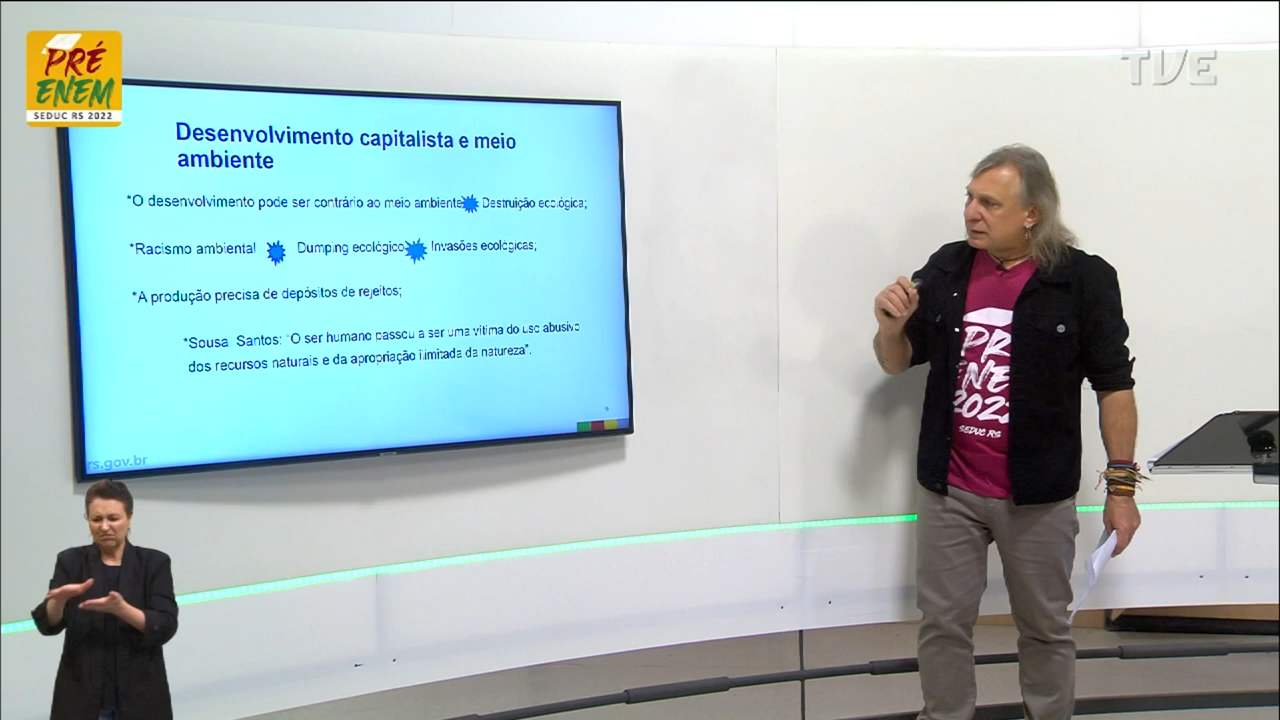 PRÉ
ENEM
SEDUC RS 2022
TVE
Desenvolvimento capitalista e meio
ambiente
*O desenvolvimento pode ser contrário ao meio ambiente Destruição ecológica;
*Racismo ambiental Dumping ecológico Invasões ecológicas;
*A produção precisa de depósitos de rejeitos;
*Sousa Santos: "O ser humano passou a ser uma vítima do uso abusivo
dos recursos naturais e da apropriação ilimitada da natureza".
rs.gov.br
PR
ENE
2022
SEDUC RS